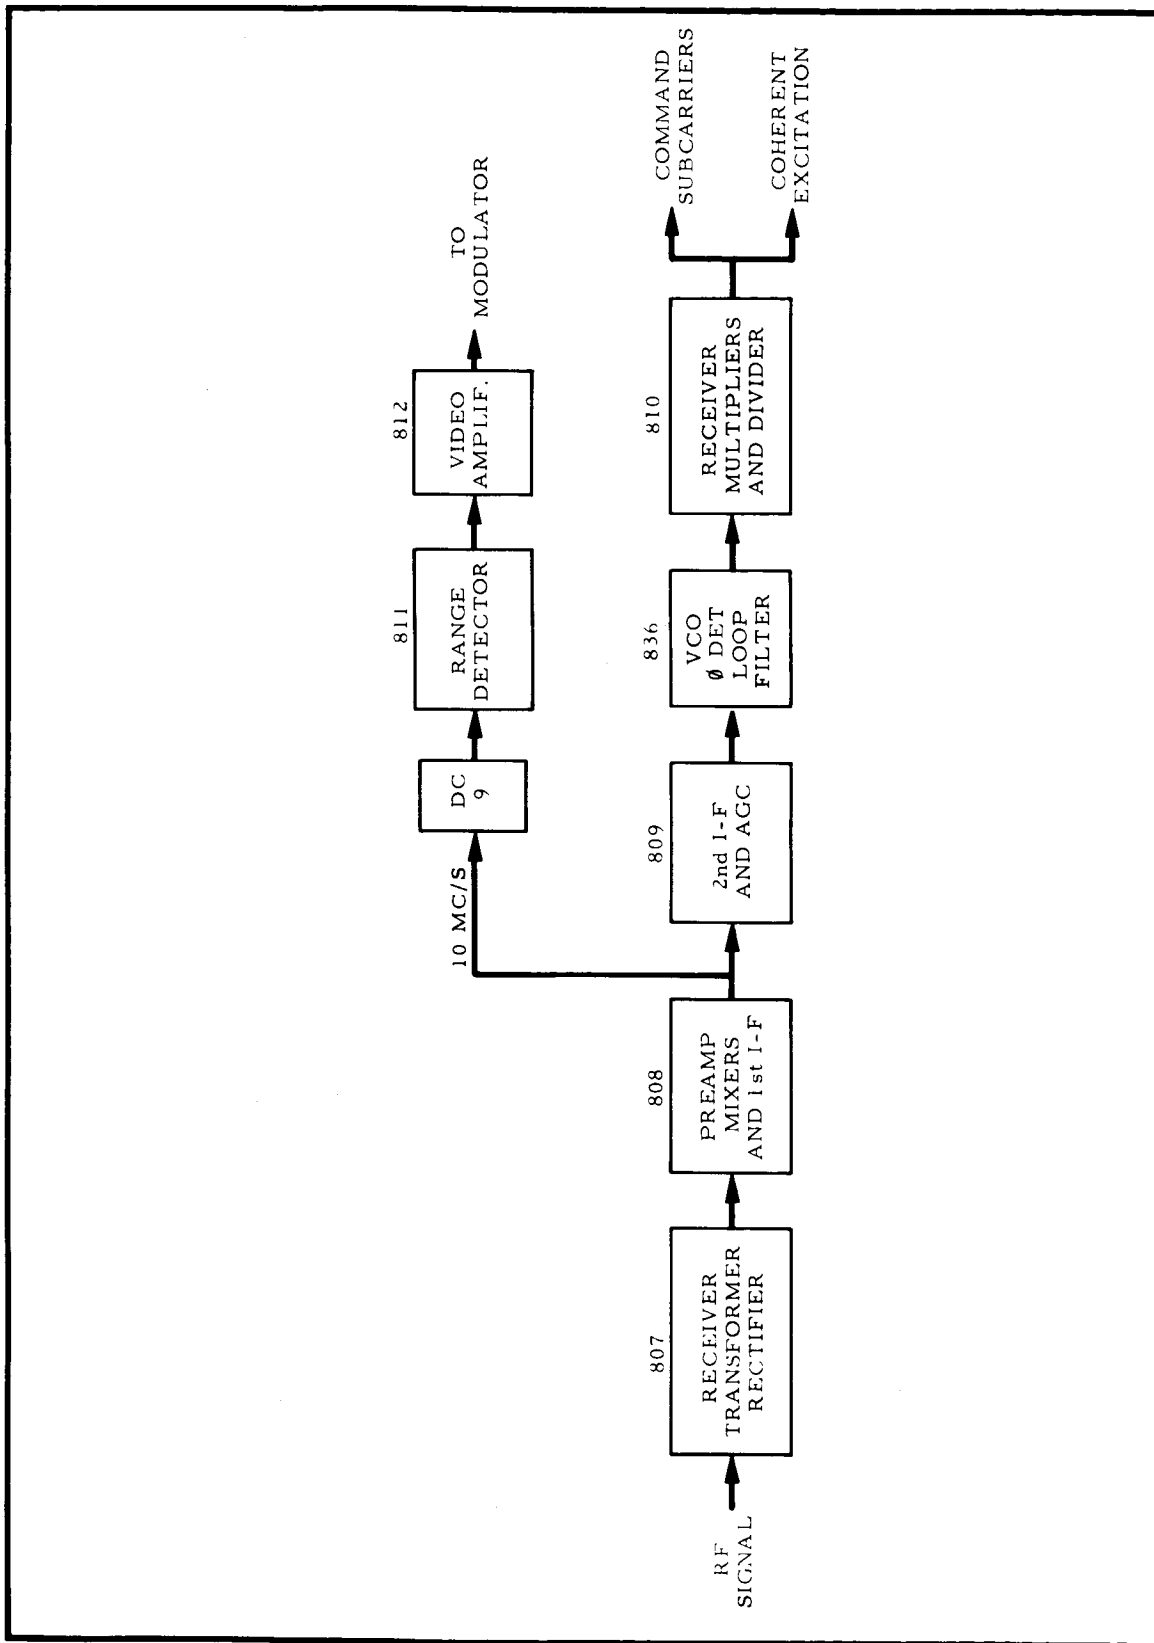 RF
SIGNAL
807
RECEIVER
TRANSFORMER
RECTIFIER
808
PREAMP
MIXERS
AND 1st I-F
10 MC/S
DC
9
811
RANGE
DETECTOR
812
VIDEO
AMPLIF.
TO
MODULATOR
809
2nd I-F
AND AGC
836
VCO
Ø DET
LOOP
FILTER
810
RECEIVER
MULTIPLIERS
AND DIVIDER
COMMAND
SUBCARRIERS
COHERENT
EXCITATION